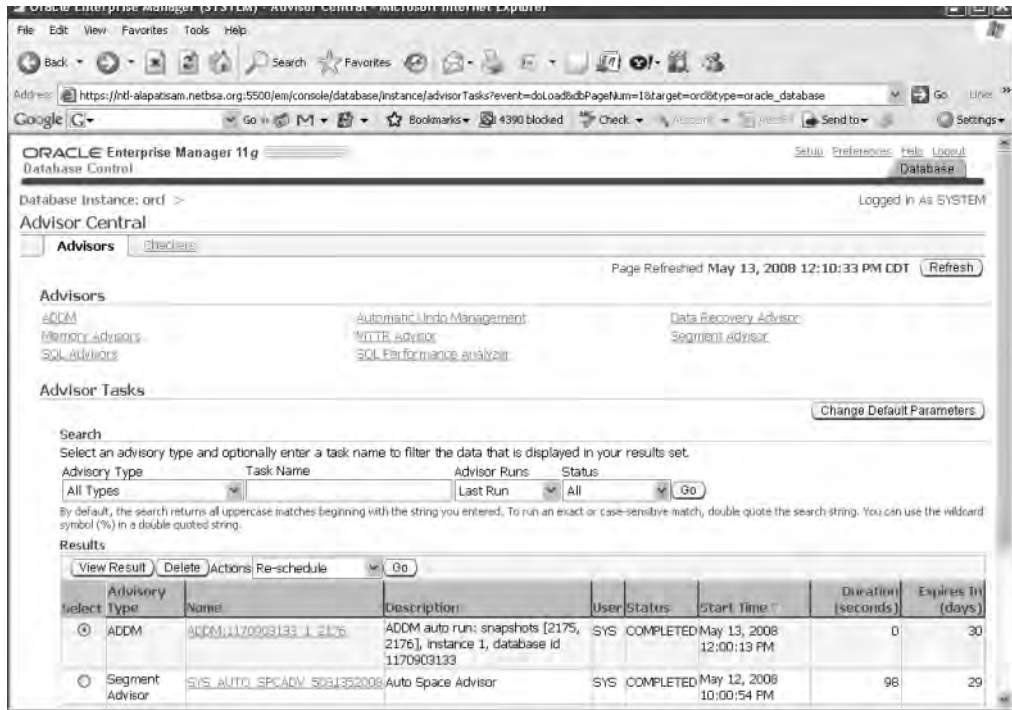 Oracle Enterprise Manager (SYSTEM) - Advisor Central - Microsoft Internet Explorer
File Edit View Favorites Tools Help
Back Search Favorites
Address https://ntl-alapatisam.netbsa.org:5500/em/console/database/instance/advisorTasks?event=doLoad&dbPageNum=1&target=orcl&type=oracle_database Go Links »
Google G Go Bookmarks 4390 blocked Check Send to Settings
ORACLE Enterprise Manager 11g
Database Control
Setup Preferences Help Logout
Database
Database Instance: orcl >
Logged in As SYSTEM
Advisor Central
Advisors Checkers
Page Refreshed May 13, 2008 12:10:33 PM CDT Refresh
Advisors
ADDM Automatic Undo Management Data Recovery Advisor
Memory Advisors MTTR Advisor Segment Advisor
SQL Advisors SQL Performance Analyzer
Advisor Tasks
Change Default Parameters
Search
Select an advisory type and optionally enter a task name to filter the data that is displayed in your results set.
Advisory Type Task Name Advisor Runs Status
All Types Last Run All Go
By default, the search returns all uppercase matches beginning with the string you entered. To run an exact or case-sensitive match, double quote the search string. You can use the wildcard
symbol (%) in a double quoted string.
Results
View Result Delete Actions Re-schedule Go
Select Advisory Type Name Description User Status Start Time Duration (seconds) Expires In (days)
ADDM ADDM:1170903133_1_2176 ADDM auto run: snapshots [2175, 2176], instance 1, database id 1170903133 SYS COMPLETED May 13, 2008 12:00:13 PM 0 30
Segment Advisor SYS_AUTO_SPCADV_5091352008 Auto Space Advisor SYS COMPLETED May 12, 2008 10:00:54 PM 98 29